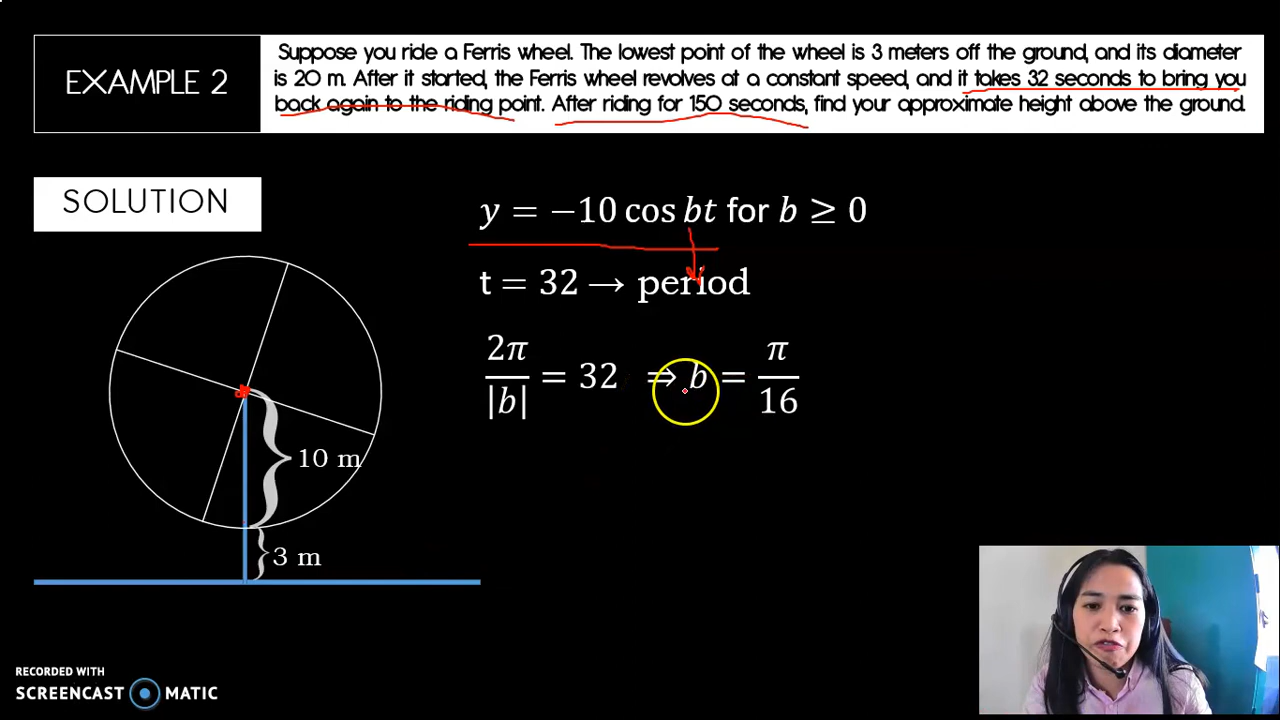 EXAMPLE 2
Suppose you ride a Ferris wheel. The lowest point of the wheel is 3 meters off the ground, and its diameter
is 20 m. After it started, the Ferris wheel revolves at a constant speed, and it takes 32 seconds to bring you
back again to the riding point. After riding for 150 seconds, find your approximate height above the ground.
SOLUTION
y = −10 cos bt for b ≥ 0
t = 32 → period
2π/|b| = 32 ⇒ b = π/16
10 m
3 m
RECORDED WITH
SCREENCAST MATIC